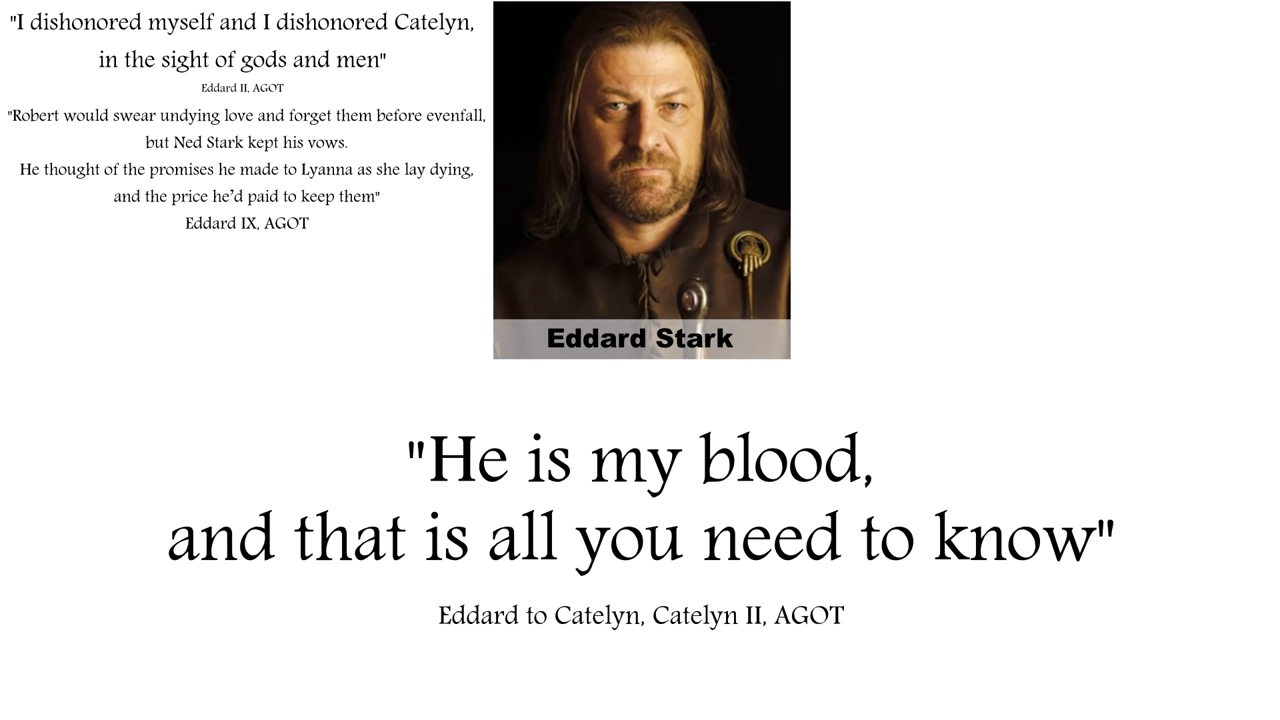 "I dishonored myself and I dishonored Catelyn,
in the sight of gods and men"
Eddard II, AGOT
"Robert would swear undying love and forget them before evenfall,
but Ned Stark kept his vows.
He thought of the promises he made to Lyanna as she lay dying,
and the price he’d paid to keep them"
Eddard IX, AGOT
Eddard Stark
"He is my blood,
and that is all you need to know"
Eddard to Catelyn, Catelyn II, AGOT